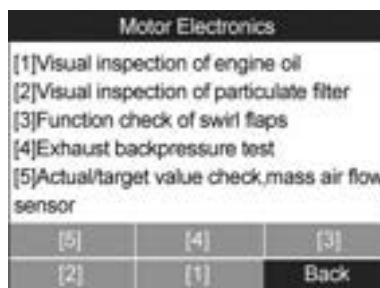 Motor Electronics
[1]Visual inspection of engine oil
[2]Visual inspection of particulate filter
[3]Function check of swirl flaps
[4]Exhaust backpressure test
[5]Actual/target value check,mass air flow
sensor
[5] [4] [3]
[2] [1] Back